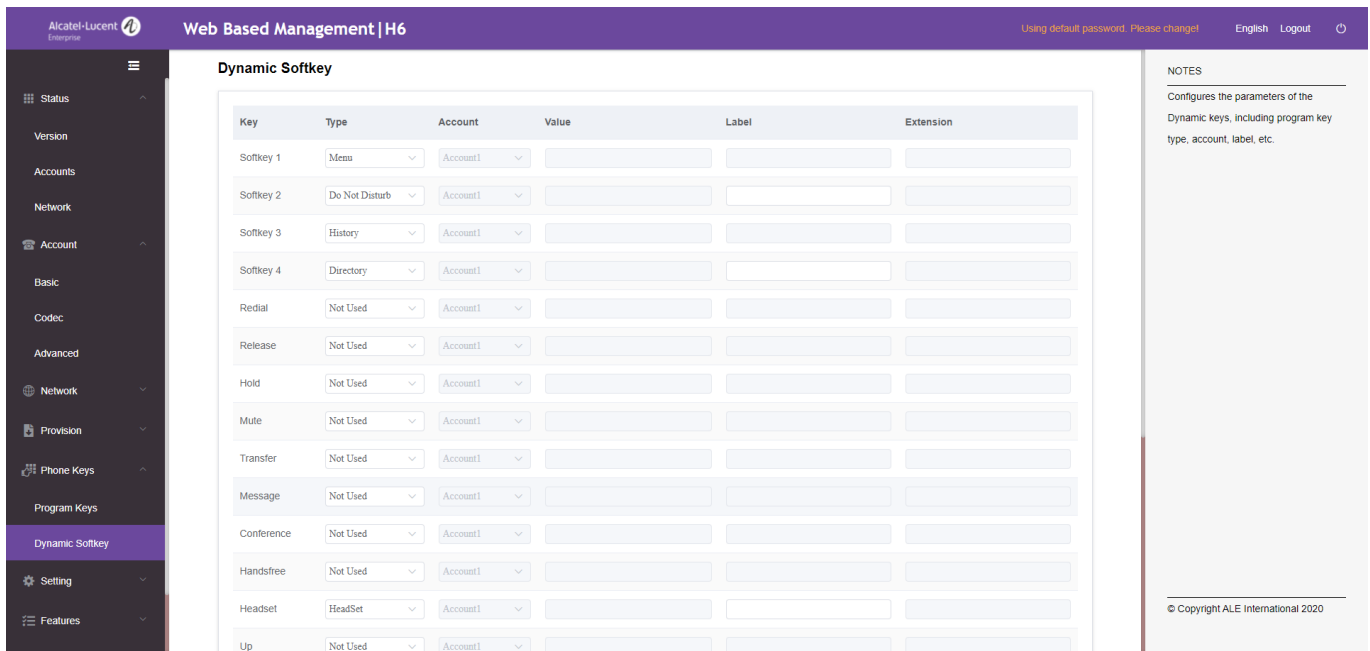 Alcatel·Lucent
Enterprise
Web Based Management|H6
Using default password. Please change!
English Logout
Status
Version
Accounts
Network
Account
Basic
Codec
Advanced
Network
Provision
Phone Keys
Program Keys
Dynamic Softkey
Setting
Features
Dynamic Softkey
Key Type Account Value Label Extension
Softkey 1 Menu Account1
Softkey 2 Do Not Disturb Account1
Softkey 3 History Account1
Softkey 4 Directory Account1
Redial Not Used Account1
Release Not Used Account1
Hold Not Used Account1
Mute Not Used Account1
Transfer Not Used Account1
Message Not Used Account1
Conference Not Used Account1
Handsfree Not Used Account1
Headset HeadSet Account1
Up Not Used Account1
NOTES
Configures the parameters of the
Dynamic keys, including program key
type, account, label, etc.
© Copyright ALE International 2020